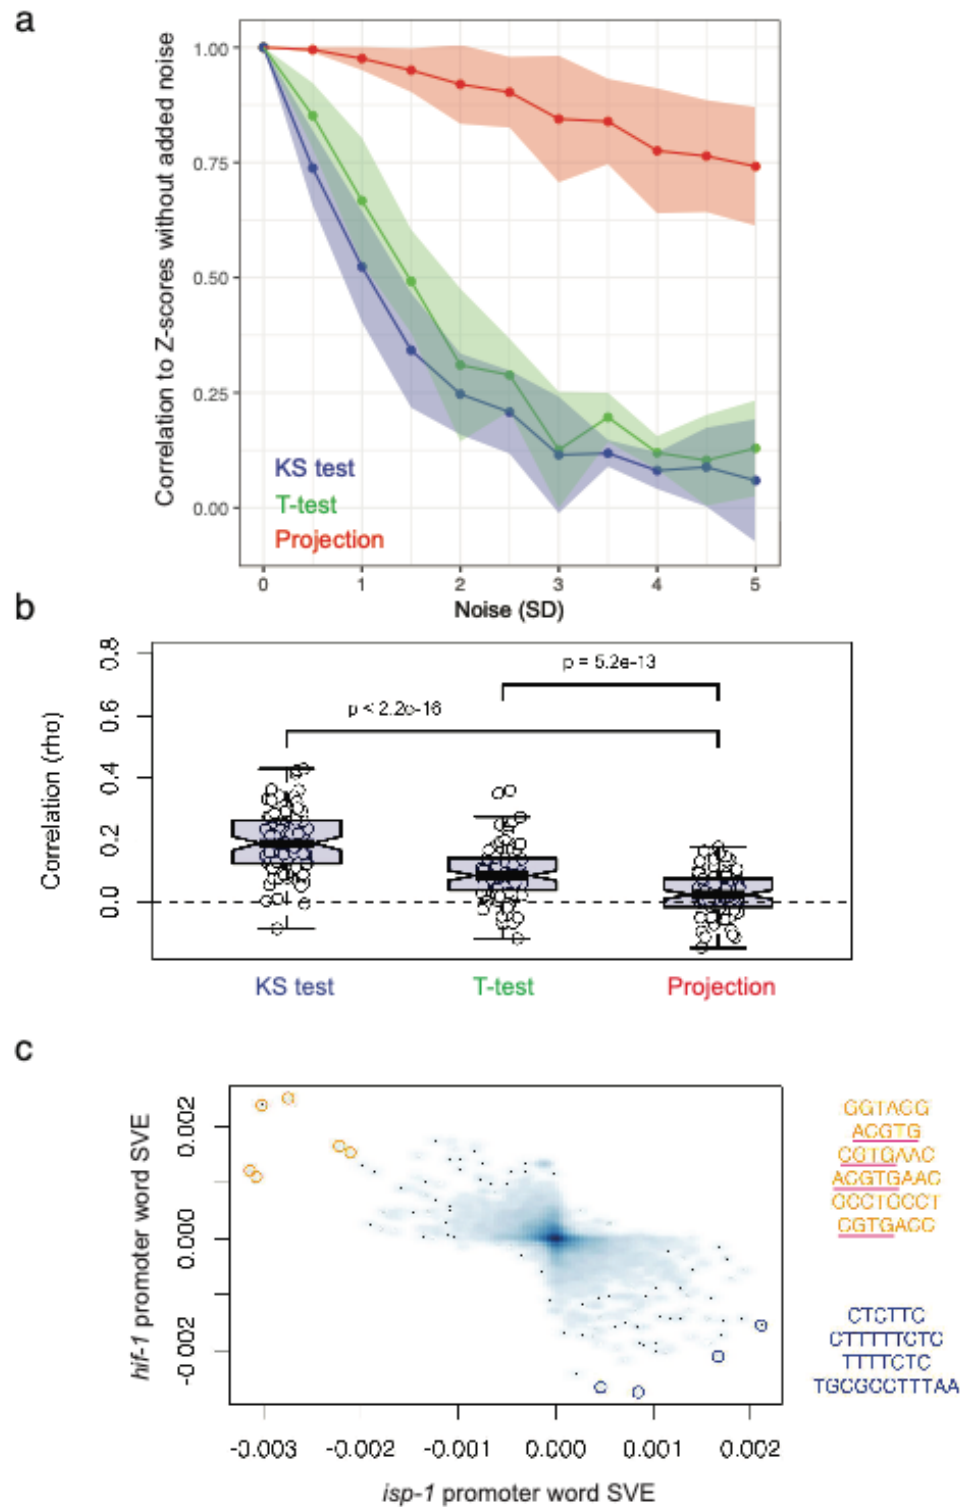 a
Correlation to Z-scores without added noise
1.00
0.75
0.50
0.25
0.00
KS test
T-test
Projection
0 1 2 3 4 5
Noise (SD)
b
Correlation (rho)
0.8
0.6
0.4
0.2
0.0
p = 5.2e-13
p < 2.2e-16
KS test T-test Projection
c
hif-1 promoter word SVE
0.002
0.000
-0.002
-0.003 -0.002 -0.001 0.000 0.001 0.002
isp-1 promoter word SVE
ACGTG
CGTGAAC
ACGTGAAC
CGTGACC
CTCTTC
CTTTTTCTC
TTTTCTC
TGCGCCTTTAA